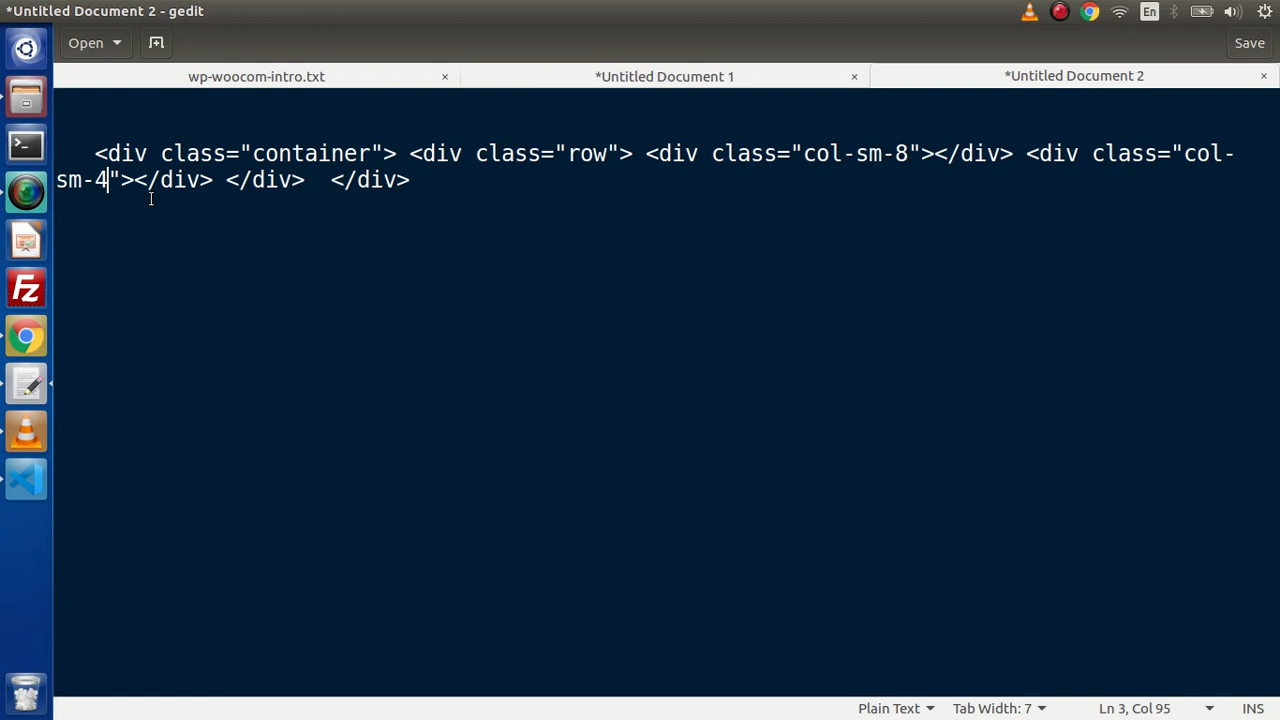 *Untitled Document 2 - gedit
En
Open
Save
wp-woocom-intro.txt
*Untitled Document 1
*Untitled Document 2
<div class="container"> <div class="row"> <div class="col-sm-8"></div> <div class="col-
sm-4"></div> </div>  </div>
Fz
Plain Text
Tab Width: 7
Ln 3, Col 95
INS